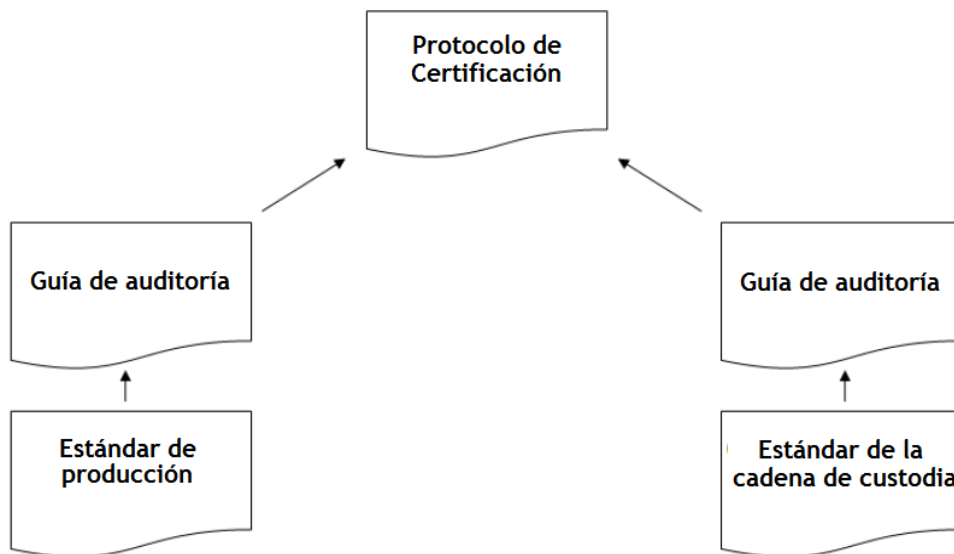 Protocolo de
Certificación
Guía de auditoría
Guía de auditoría
Estándar de
producción
Estándar de la
cadena de custodia